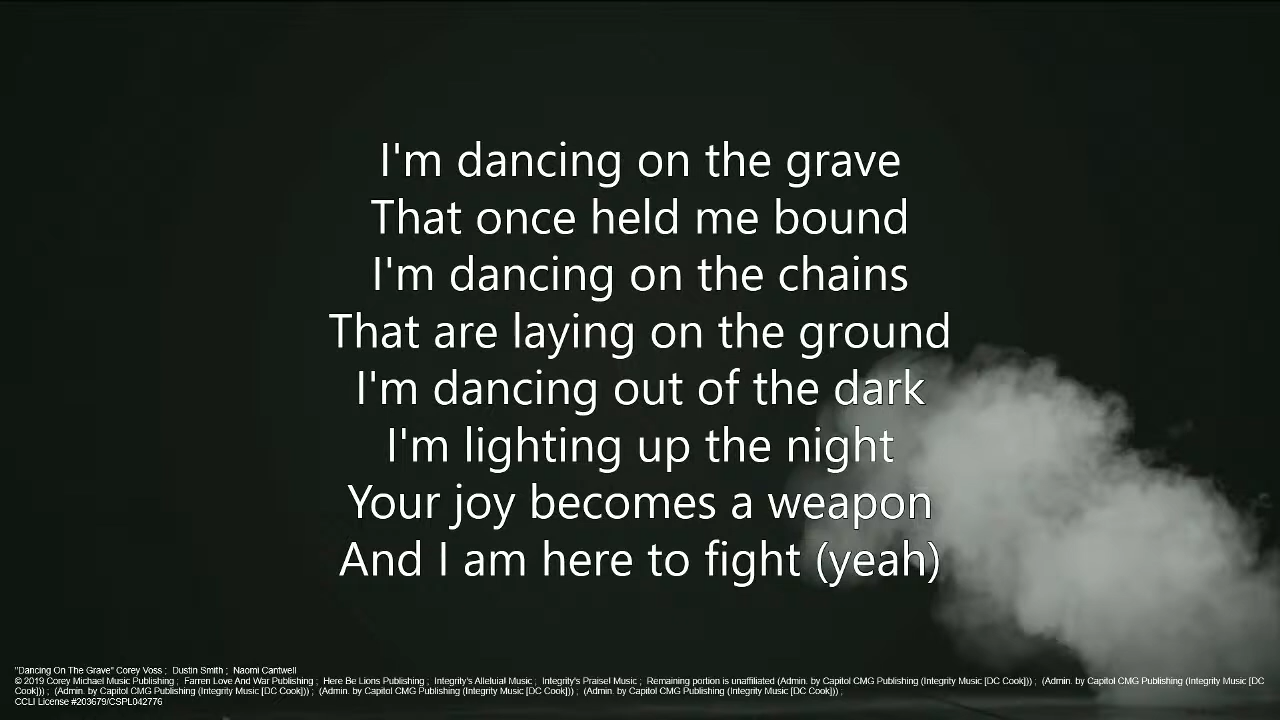 I'm dancing on the grave
That once held me bound
I'm dancing on the chains
That are laying on the ground
I'm dancing out of the dark
I'm lighting up the night
Your joy becomes a weapon
And I am here to fight (yeah)
"Dancing On The Grave" Corey Voss ;  Dustin Smith ;  Naomi Cantwell
© 2019 Corey Michael Music Publishing ;  Farren Love And War Publishing ;  Here Be Lions Publishing ;  Integrity's Alleluia! Music ;  Integrity's Praise! Music ;  Remaining portion is unaffiliated (Admin. by Capitol CMG Publishing (Integrity Music [DC Cook])) ;  (Admin. by Capitol CMG Publishing (Integrity Music [DC
Cook])) ;  (Admin. by Capitol CMG Publishing (Integrity Music [DC Cook])) ;  (Admin. by Capitol CMG Publishing (Integrity Music [DC Cook])) ;  (Admin. by Capitol CMG Publishing (Integrity Music [DC Cook])) ;
CCLI License #203679/CSPL042776